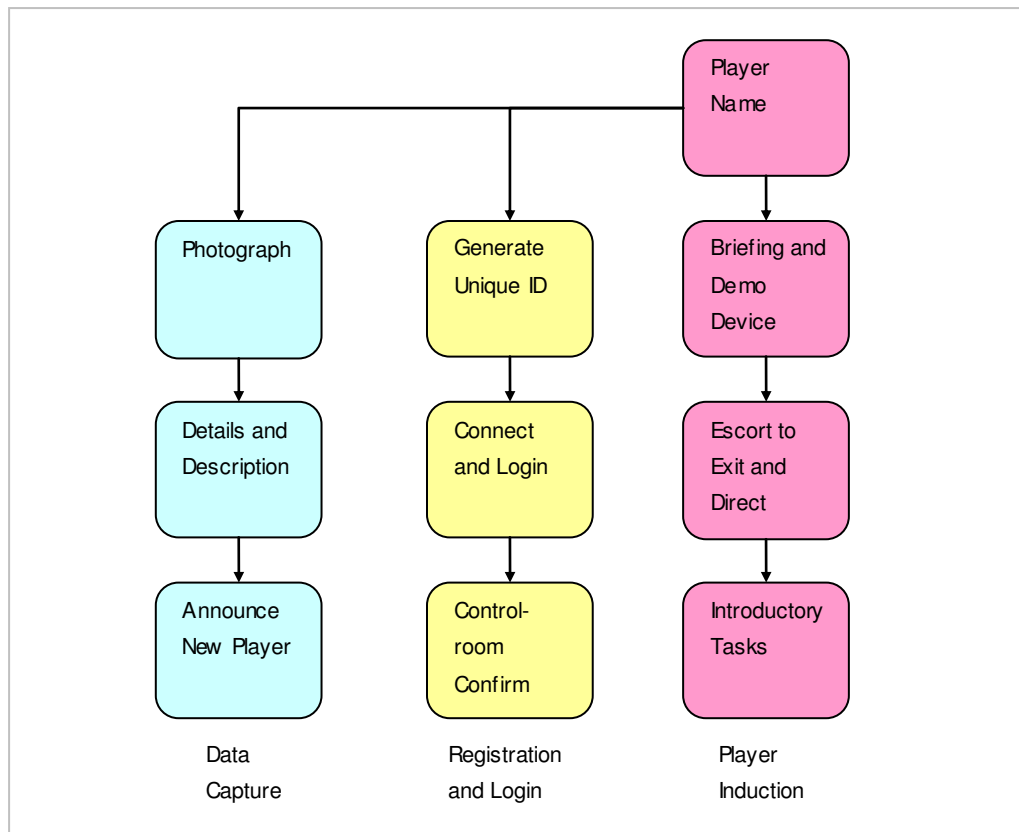 Player
Name
Photograph
Generate
Unique ID
Briefing and
Demo
Device
Details and
Description
Connect
and Login
Escort to
Exit and
Direct
Announce
New Player
Control-
room
Confirm
Introductory
Tasks
Data
Capture
Registration
and Login
Player
Induction